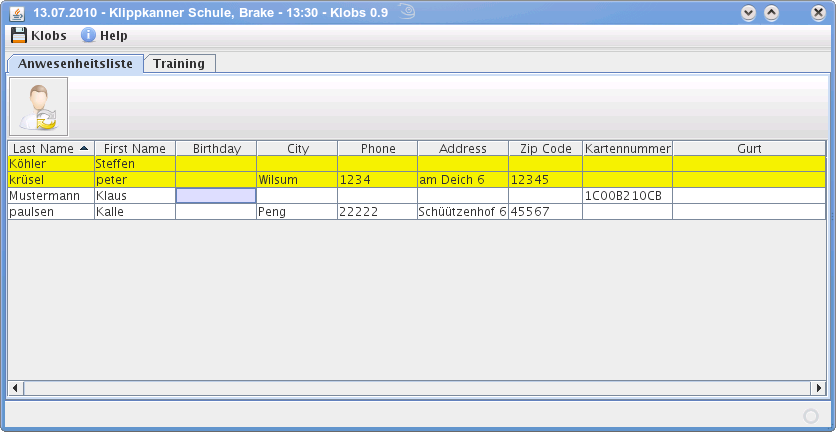 13.07.2010 - Klippkanner Schule, Brake - 13:30 - Klobs 0.9
Klobs Help
Anwesenheitsliste Training
Last Name First Name Birthday City Phone Address Zip Code Kartennummer Gurt
Köhler Steffen
krüsel peter Wilsum 1234 am Deich 6 12345
Mustermann Klaus 1C00B210CB
paulsen Kalle Peng 22222 Schüützenhof 6 45567